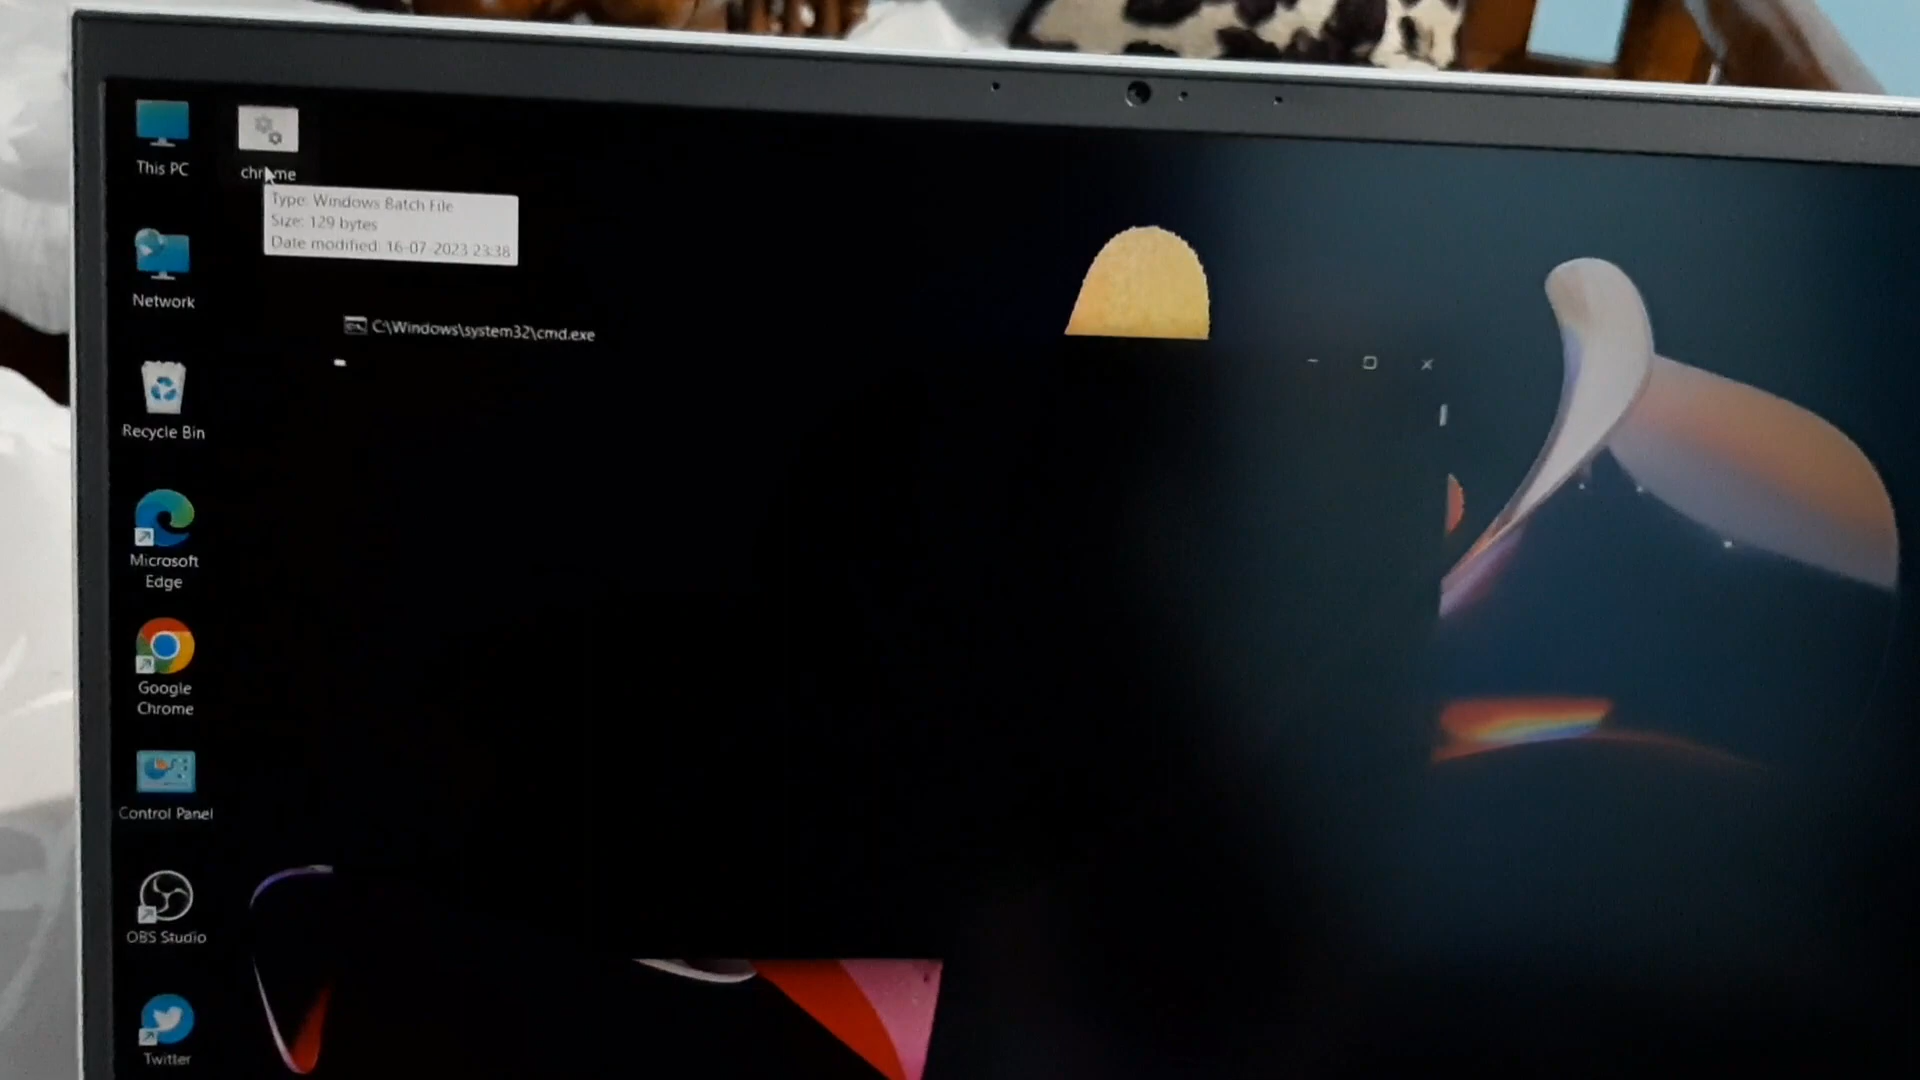 This PC
chrome
Type: Windows Batch File
Size: 129 bytes
Date modified: 16-07-2023 23:38
Network
C:\Windows\system32\cmd.exe
Recycle Bin
Microsoft
Edge
Google
Chrome
Control Panel
OBS Studio
Twitter